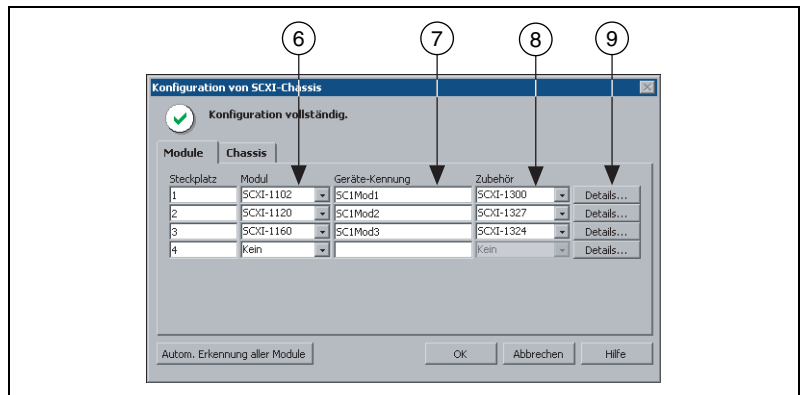 6 7 8 9
Konfiguration von SCXI-Chassis
Konfiguration vollständig.
Module Chassis
Steckplatz Modul Geräte-Kennung Zubehör
1 SCXI-1102 SC1Mod1 SCXI-1300 Details...
2 SCXI-1120 SC1Mod2 SCXI-1327 Details...
3 SCXI-1160 SC1Mod3 SCXI-1324 Details...
4 Kein Kein Details...
Autom. Erkennung aller Module OK Abbrechen Hilfe